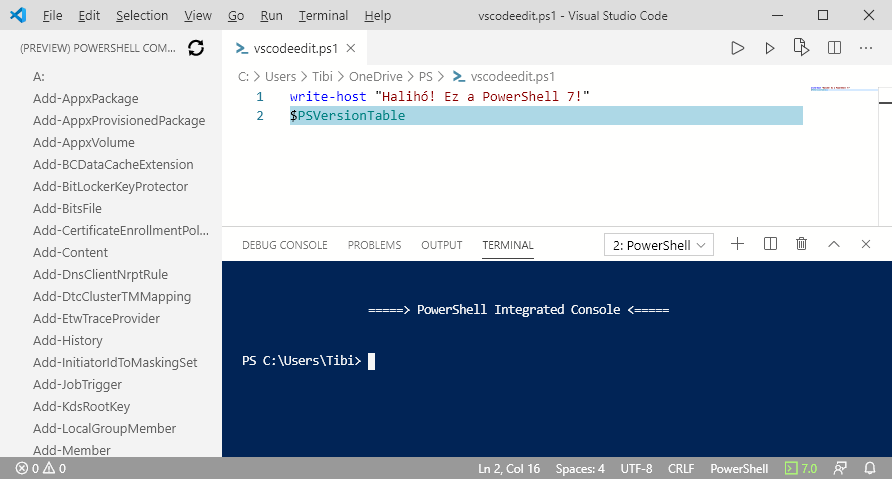 File Edit Selection View Go Run Terminal Help vscodeedit.ps1 - Visual Studio Code
(PREVIEW) POWERSHELL COM...
A:
Add-AppxPackage
Add-AppxProvisionedPackage
Add-AppxVolume
Add-BCDataCacheExtension
Add-BitLockerKeyProtector
Add-BitsFile
Add-CertificateEnrollmentPol...
Add-Content
Add-DnsClientNrptRule
Add-DtcClusterTMMapping
Add-EtwTraceProvider
Add-History
Add-InitiatorIdToMaskingSet
Add-JobTrigger
Add-KdsRootKey
Add-LocalGroupMember
Add-Member
vscodeedit.ps1
C: > Users > Tibi > OneDrive > PS > vscodeedit.ps1
1 write-host "Halihó! Ez a PowerShell 7!"
2 $PSVersionTable
DEBUG CONSOLE PROBLEMS OUTPUT TERMINAL 2: PowerShell
=====> PowerShell Integrated Console <=====
PS C:\Users\Tibi>
0 0 Ln 2, Col 16 Spaces: 4 UTF-8 CRLF PowerShell 7.0